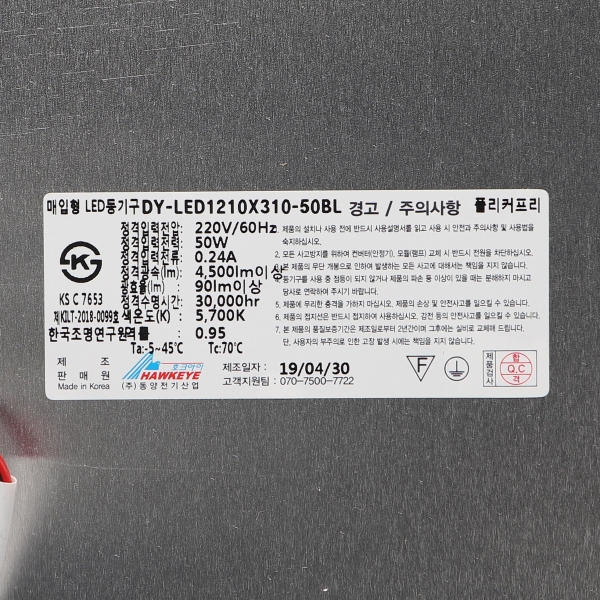 매입형 LED등기구 DY-LED1210X310-50BL 경고 / 주의사항 플리커프리
정격입력전압: 220V/60Hz
정격입력전력: 50W
정격입력전류: 0.24A
정격광속(lm): 4,500lm이상
광효율(lm): 90lm이상
정격수명시간: 30,000hr
색온도(K): 5,700K
역률: 0.95
Ta:-5~45℃ Tc:70℃
KS C 7653
제KILT-2018-0099호
한국조명연구원
1. 제품의 설치나 사용 전에 반드시 사용설명서를 읽고 사용 시 안전과 주의사항 및 사용법을
숙지하십시오.
2. 모든 사고방지를 위하여 컨버터(안정기), 모듈(램프) 교체 시 반드시 전원을 차단하십시오.
3. 본 제품의 무단 개봉으로 인하여 발생하는 모든 사고에 대해서는 책임을 지지 않습니다.
4. 등기구를 사용 중 점등이 되지 않거나 제품의 파손 등 이상이 있을 때에는 분해하지 마시고
당사로 연락하여 주시기 바랍니다.
5. 제품에 무리한 충격을 주지마십시오. 제품의 손상 및 안전사고를 일으킬 수 있습니다.
6. 제품의 접지선은 반드시 접지하여 사용하십시오. 감전 등의 안전사고를 일으킬 수 있습니다.
7. 본 제품의 품질보증기간은 제조일로부터 2년간이며 그후에는 실비로 교체해 드립니다.
단, 사용자의 부주의로 인한 고장 발생 시에는 예외로 합니다.
제 조
판 매 원
Made in Korea
호크아이
HAWKEYE
(주)동양전기산업
제조일자: 19/04/30
고객지원팀: 070-7500-7722
F
제품검사
합
Q.C
격